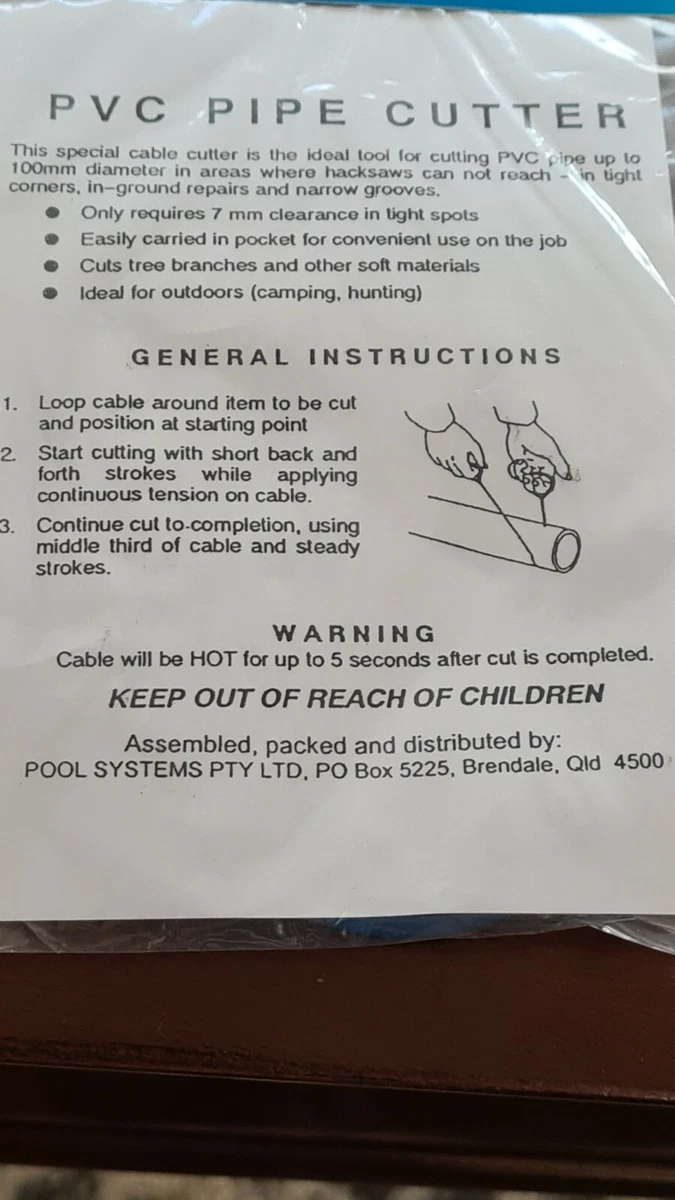 PVC PIPE CUTTER
This special cable cutter is the ideal tool for cutting PVC pipe up to
100mm diameter in areas where hacksaws can not reach - in tight
corners, in-ground repairs and narrow grooves.
● Only requires 7 mm clearance in tight spots
● Easily carried in pocket for convenient use on the job
● Cuts tree branches and other soft materials
● Ideal for outdoors (camping, hunting)
GENERAL INSTRUCTIONS
1. Loop cable around item to be cut
and position at starting point
2. Start cutting with short back and
forth strokes while applying
continuous tension on cable.
3. Continue cut to-completion, using
middle third of cable and steady
strokes.
WARNING
Cable will be HOT for up to 5 seconds after cut is completed.
KEEP OUT OF REACH OF CHILDREN
Assembled, packed and distributed by:
POOL SYSTEMS PTY LTD, PO Box 5225, Brendale, Qld 4500